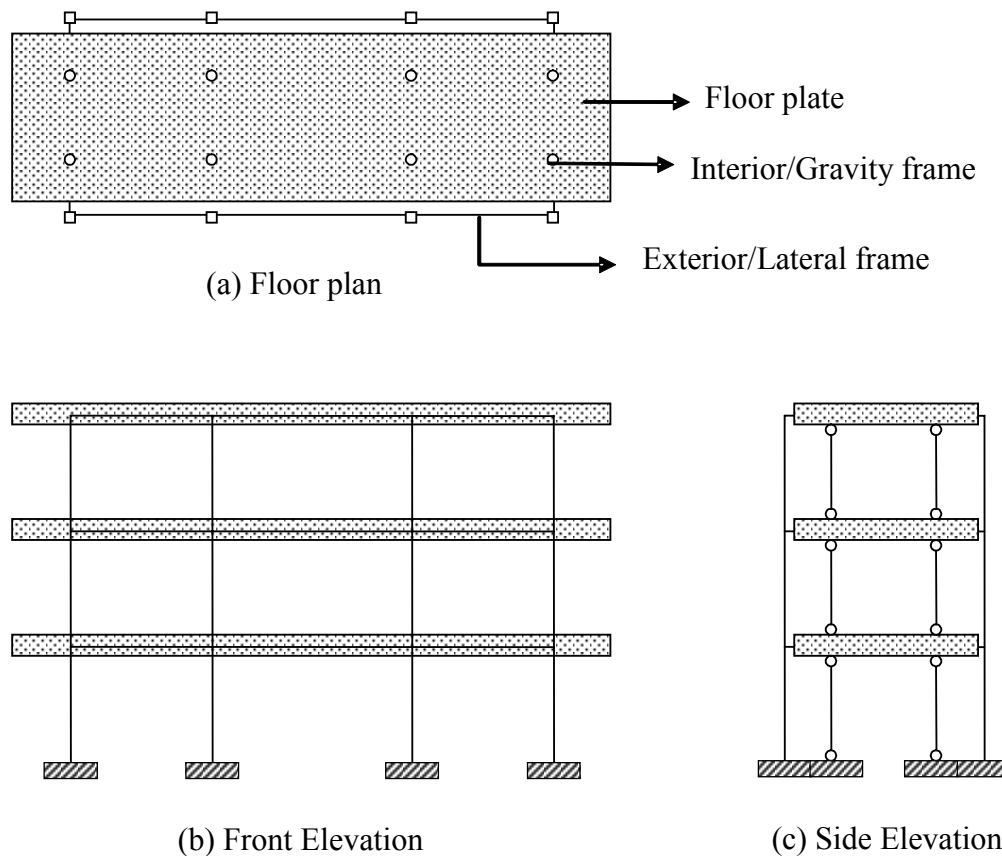 Floor plate
Interior/Gravity frame
Exterior/Lateral frame
(a) Floor plan
(b) Front Elevation
(c) Side Elevation